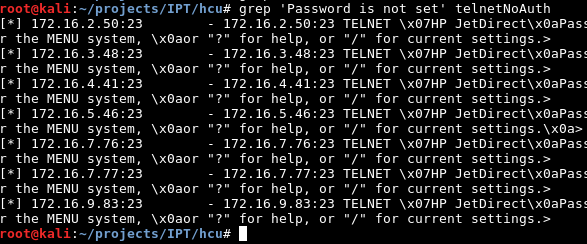 root@kali:~/projects/IPT/hcu# grep 'Password is not set' telnetNoAuth
[*] 172.16.2.50:23 - 172.16.2.50:23 TELNET \x07HP JetDirect\x0aPass
r the MENU system, \x0aor "?" for help, or "/" for current settings.>
[*] 172.16.3.48:23 - 172.16.3.48:23 TELNET \x07HP JetDirect\x0aPass
r the MENU system, \x0aor "?" for help, or "/" for current settings.>
[*] 172.16.4.41:23 - 172.16.4.41:23 TELNET \x07HP JetDirect\x0aPass
r the MENU system, \x0aor "?" for help, or "/" for current settings.>
[*] 172.16.5.46:23 - 172.16.5.46:23 TELNET \x07HP JetDirect\x0aPass
r the MENU system, \x0aor "?" for help, or "/" for current settings.\x0a>
[*] 172.16.7.76:23 - 172.16.7.76:23 TELNET \x07HP JetDirect\x0aPass
r the MENU system, \x0aor "?" for help, or "/" for current settings.>
[*] 172.16.7.77:23 - 172.16.7.77:23 TELNET \x07HP JetDirect\x0aPass
r the MENU system, \x0aor "?" for help, or "/" for current settings.>
[*] 172.16.9.83:23 - 172.16.9.83:23 TELNET \x07HP JetDirect\x0aPass
r the MENU system, \x0aor "?" for help, or "/" for current settings.>
root@kali:~/projects/IPT/hcu#